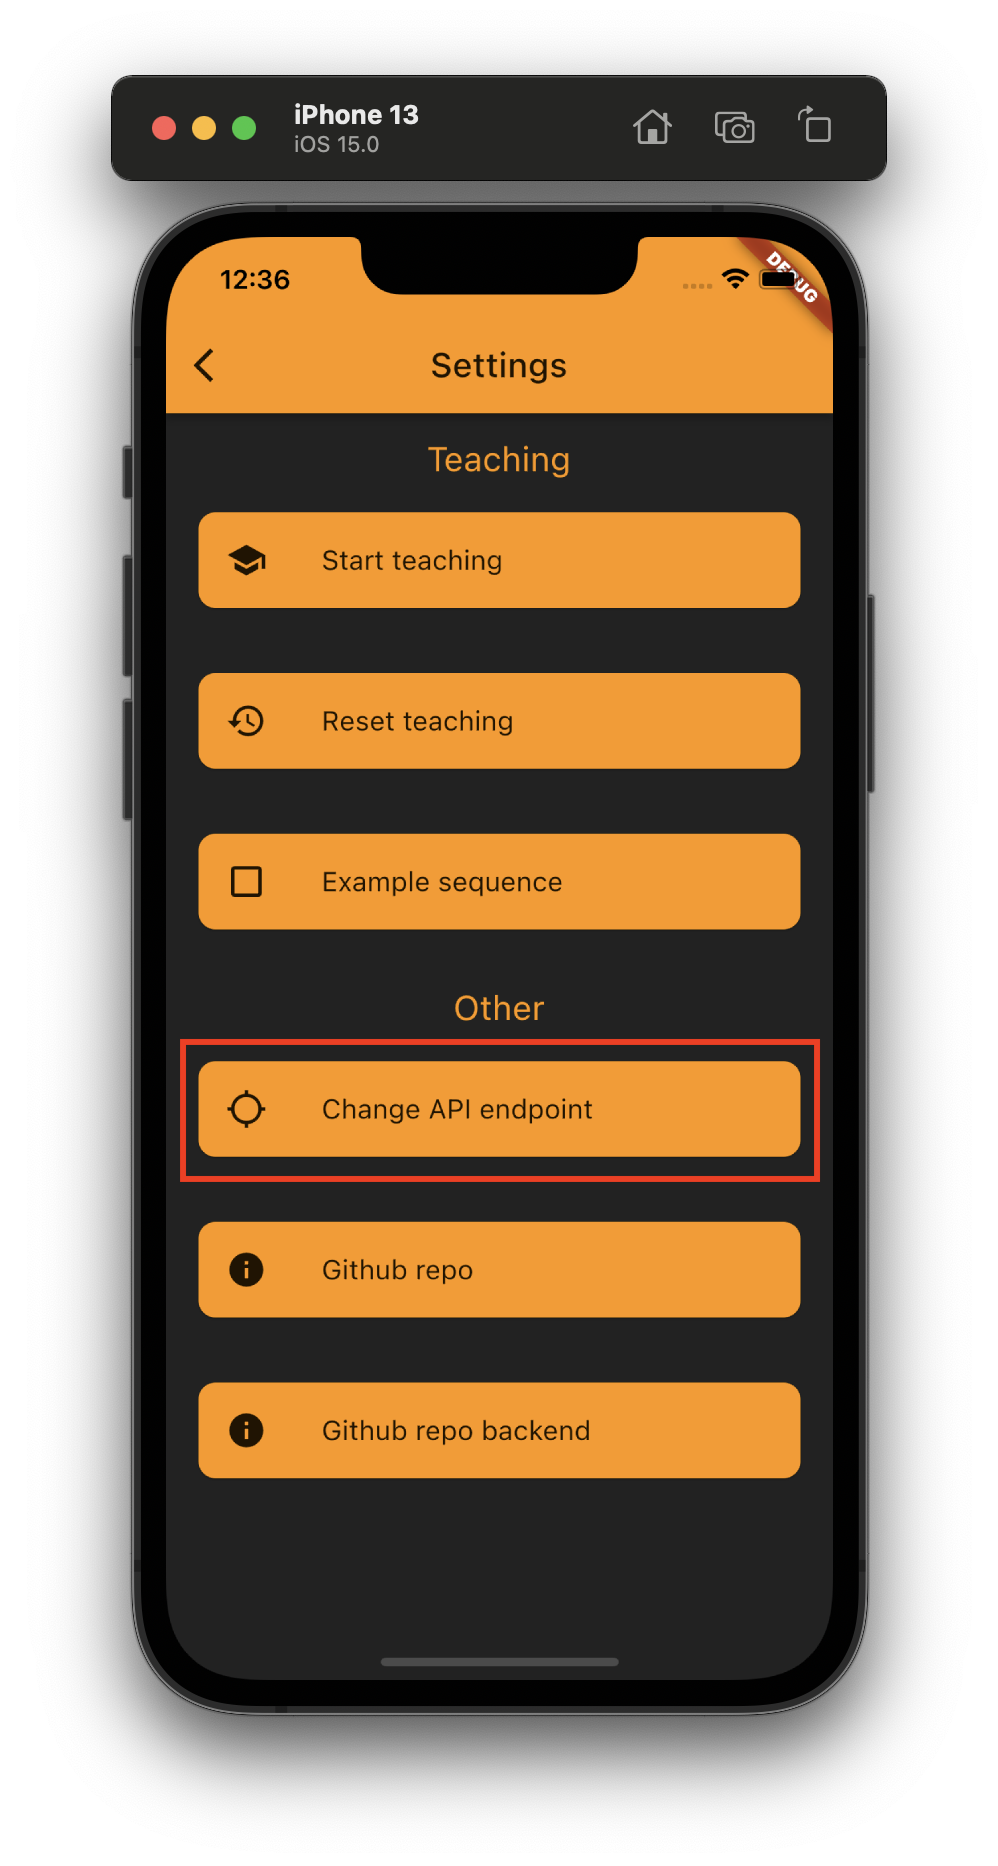 iPhone 13
iOS 15.0
12:36
DEBUG
Settings
Teaching
Start teaching
Reset teaching
Example sequence
Other
Change API endpoint
Github repo
Github repo backend